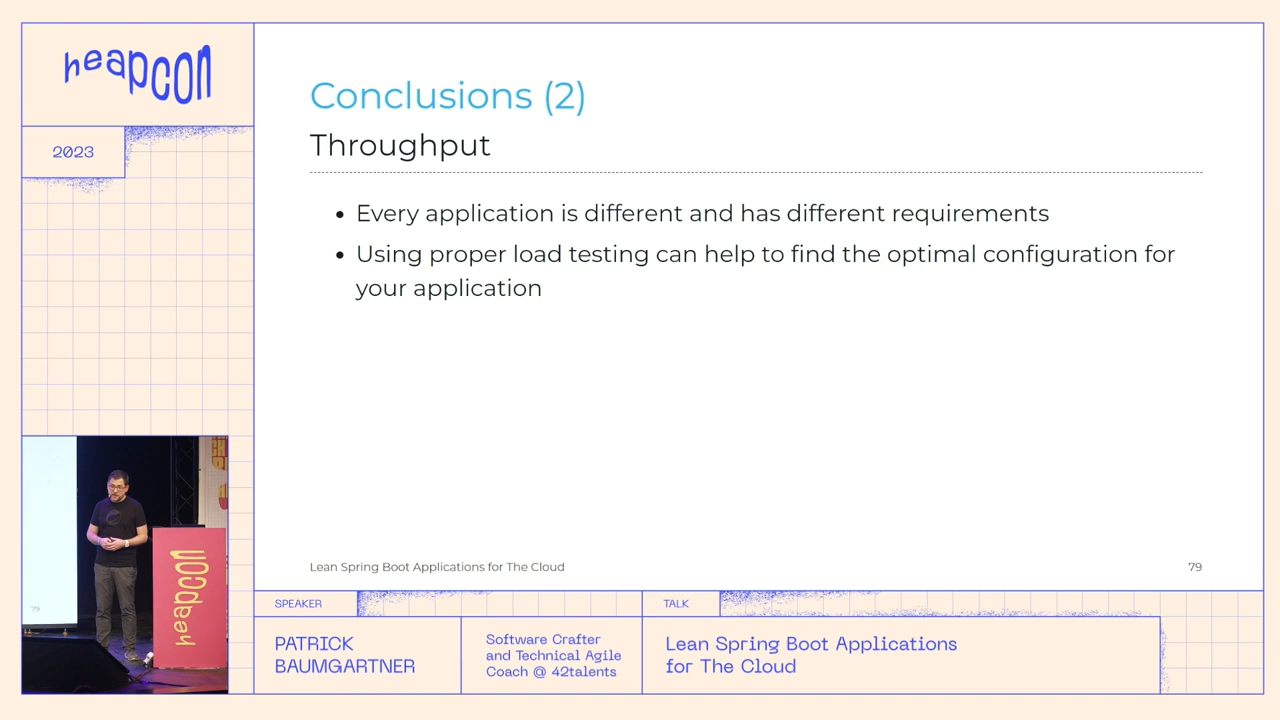 heapcon
2023
Conclusions (2)
Throughput
• Every application is different and has different requirements
• Using proper load testing can help to find the optimal configuration for
your application
Lean Spring Boot Applications for The Cloud
79
79
heapcon
SPEAKER
TALK
PATRICK
BAUMGARTNER
Software Crafter
and Technical Agile
Coach @ 42talents
Lean Spring Boot Applications
for The Cloud